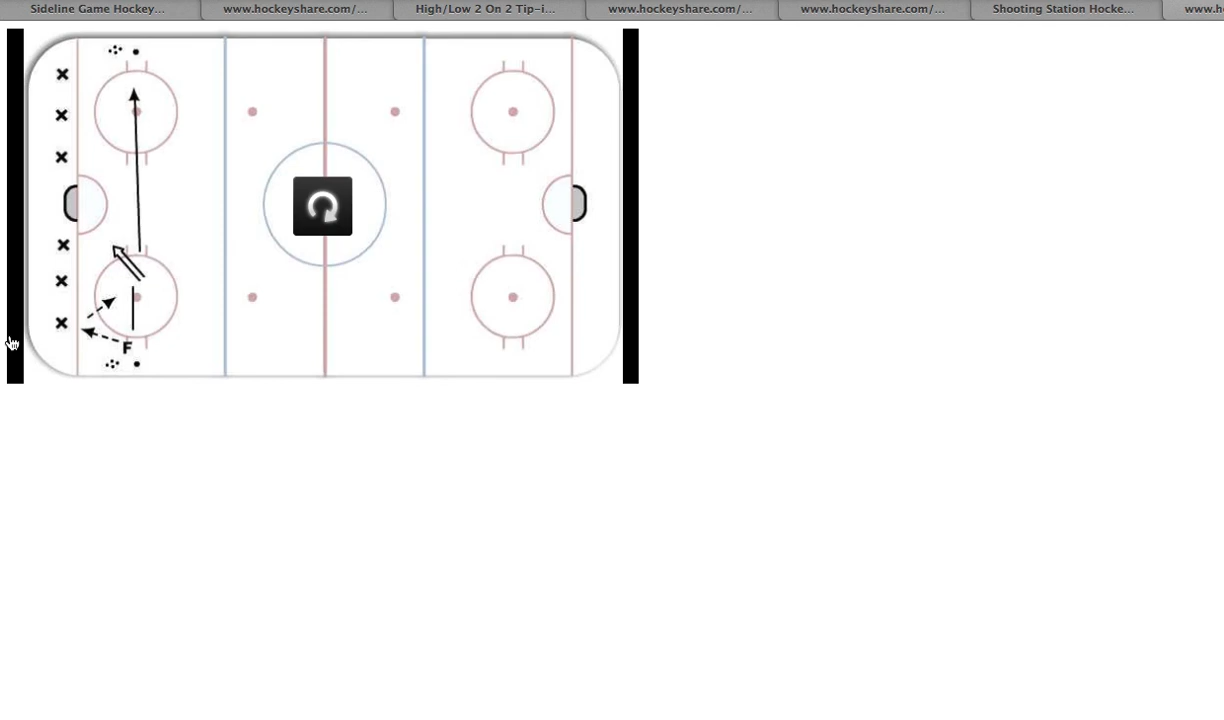 Sideline Game Hockey...
www.hockeyshare.com/...
High/Low 2 On 2 Tip-i...
www.hockeyshare.com/...
www.hockeyshare.com/...
Shooting Station Hocke...
www.h
X
X
X
X
X
X
F